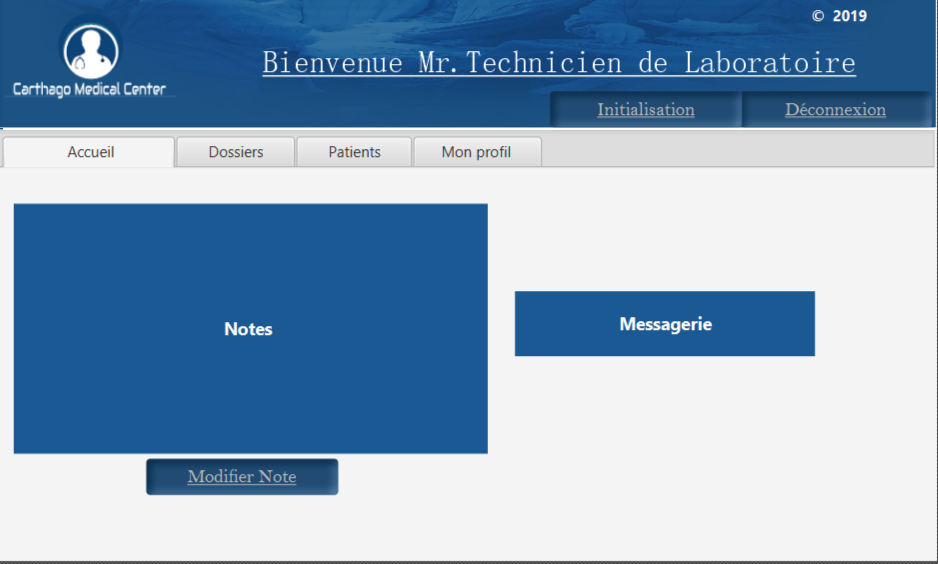 © 2019
Bienvenue Mr.Technicien de Laboratoire
Carthago Medical Center
Initialisation Déconnexion
Accueil Dossiers Patients Mon profil
Notes
Messagerie
Modifier Note